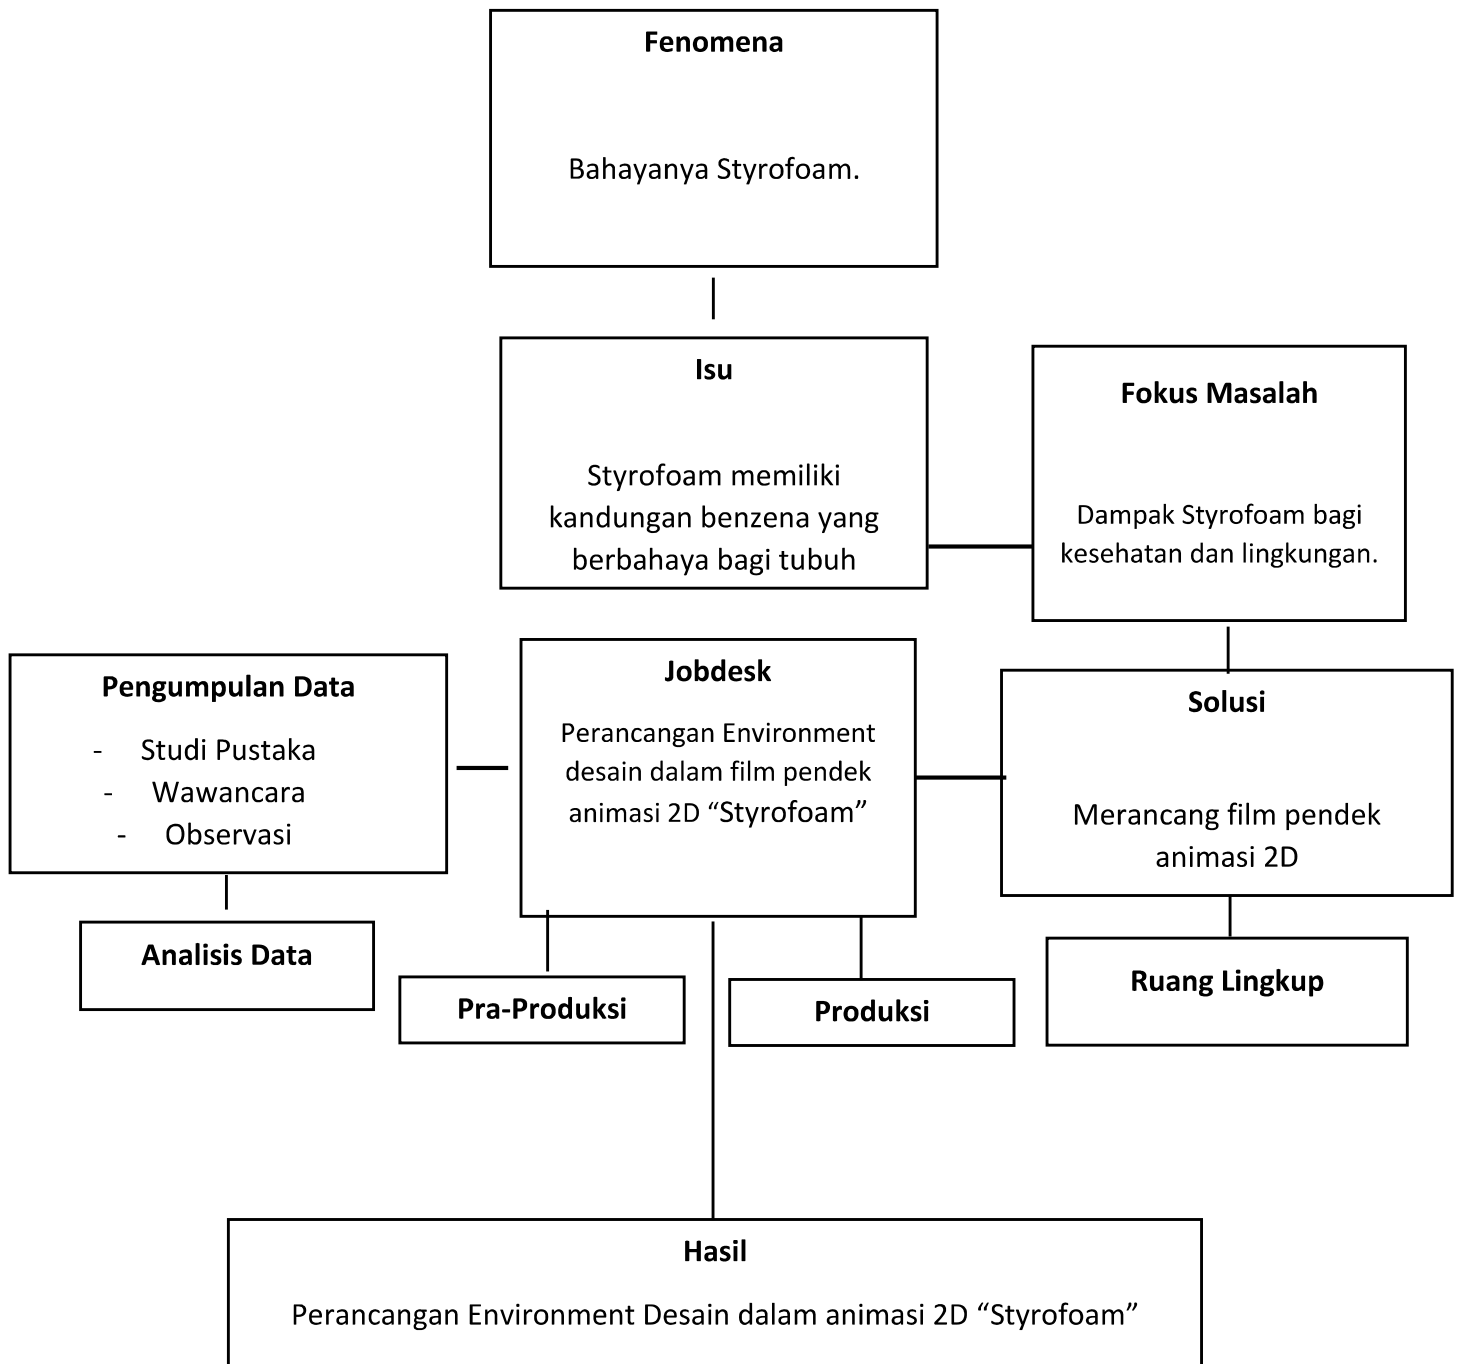 Fenomena
Bahayanya Styrofoam.
Isu
Styrofoam memiliki
kandungan benzena yang
berbahaya bagi tubuh
Fokus Masalah
Dampak Styrofoam bagi
kesehatan dan lingkungan.
Pengumpulan Data
- Studi Pustaka
- Wawancara
- Observasi
Jobdesk
Perancangan Environment
desain dalam film pendek
animasi 2D “Styrofoam”
Solusi
Merancang film pendek
animasi 2D
Analisis Data
Pra-Produksi
Produksi
Ruang Lingkup
Hasil
Perancangan Environment Desain dalam animasi 2D “Styrofoam”